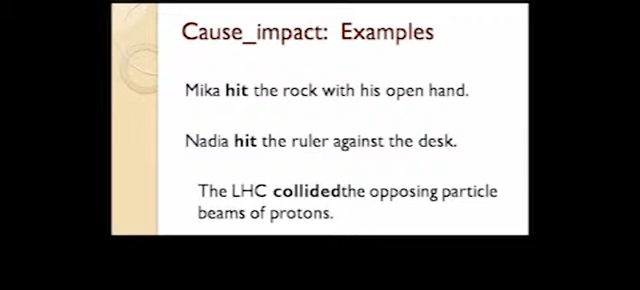 Cause_impact: Examples
Mika hit the rock with his open hand.
Nadia hit the ruler against the desk.
The LHC collidedthe opposing particle
beams of protons.